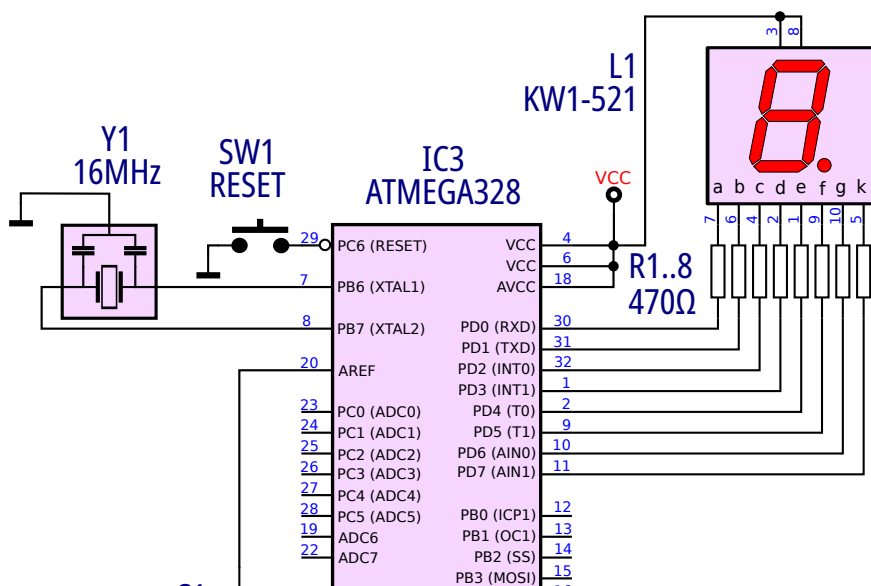 3 8
L1
KW1-521
Y1
16MHz
SW1
RESET
IC3
ATMEGA328
VCC
a b c d e f g k
7 6 4 2 1 9 10 5
R1..8
470Ω
29 PC6 (RESET)
7 PB6 (XTAL1)
8 PB7 (XTAL2)
20 AREF
23 PC0 (ADC0)
24 PC1 (ADC1)
25 PC2 (ADC2)
26 PC3 (ADC3)
27 PC4 (ADC4)
28 PC5 (ADC5)
19 ADC6
22 ADC7
VCC 4
VCC 6
AVCC 18
PD0 (RXD) 30
PD1 (TXD) 31
PD2 (INT0) 32
PD3 (INT1) 1
PD4 (T0) 2
PD5 (T1) 9
PD6 (AIN0) 10
PD7 (AIN1) 11
PB0 (ICP1) 12
PB1 (OC1) 13
PB2 (SS) 14
PB3 (MOSI) 15